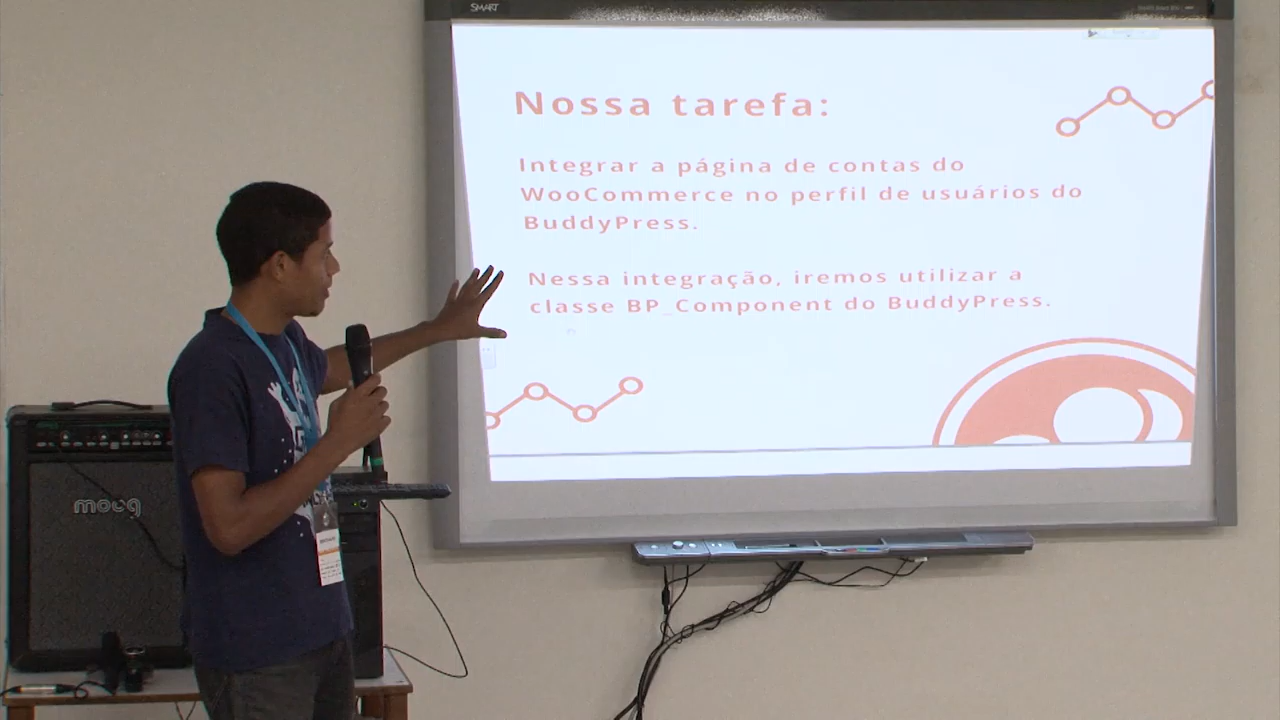 SMART
Nossa tarefa:
Integrar a página de contas do
WooCommerce no perfil de usuários do
BuddyPress.
Nessa integração, iremos utilizar a
classe BP_Component do BuddyPress.
moog